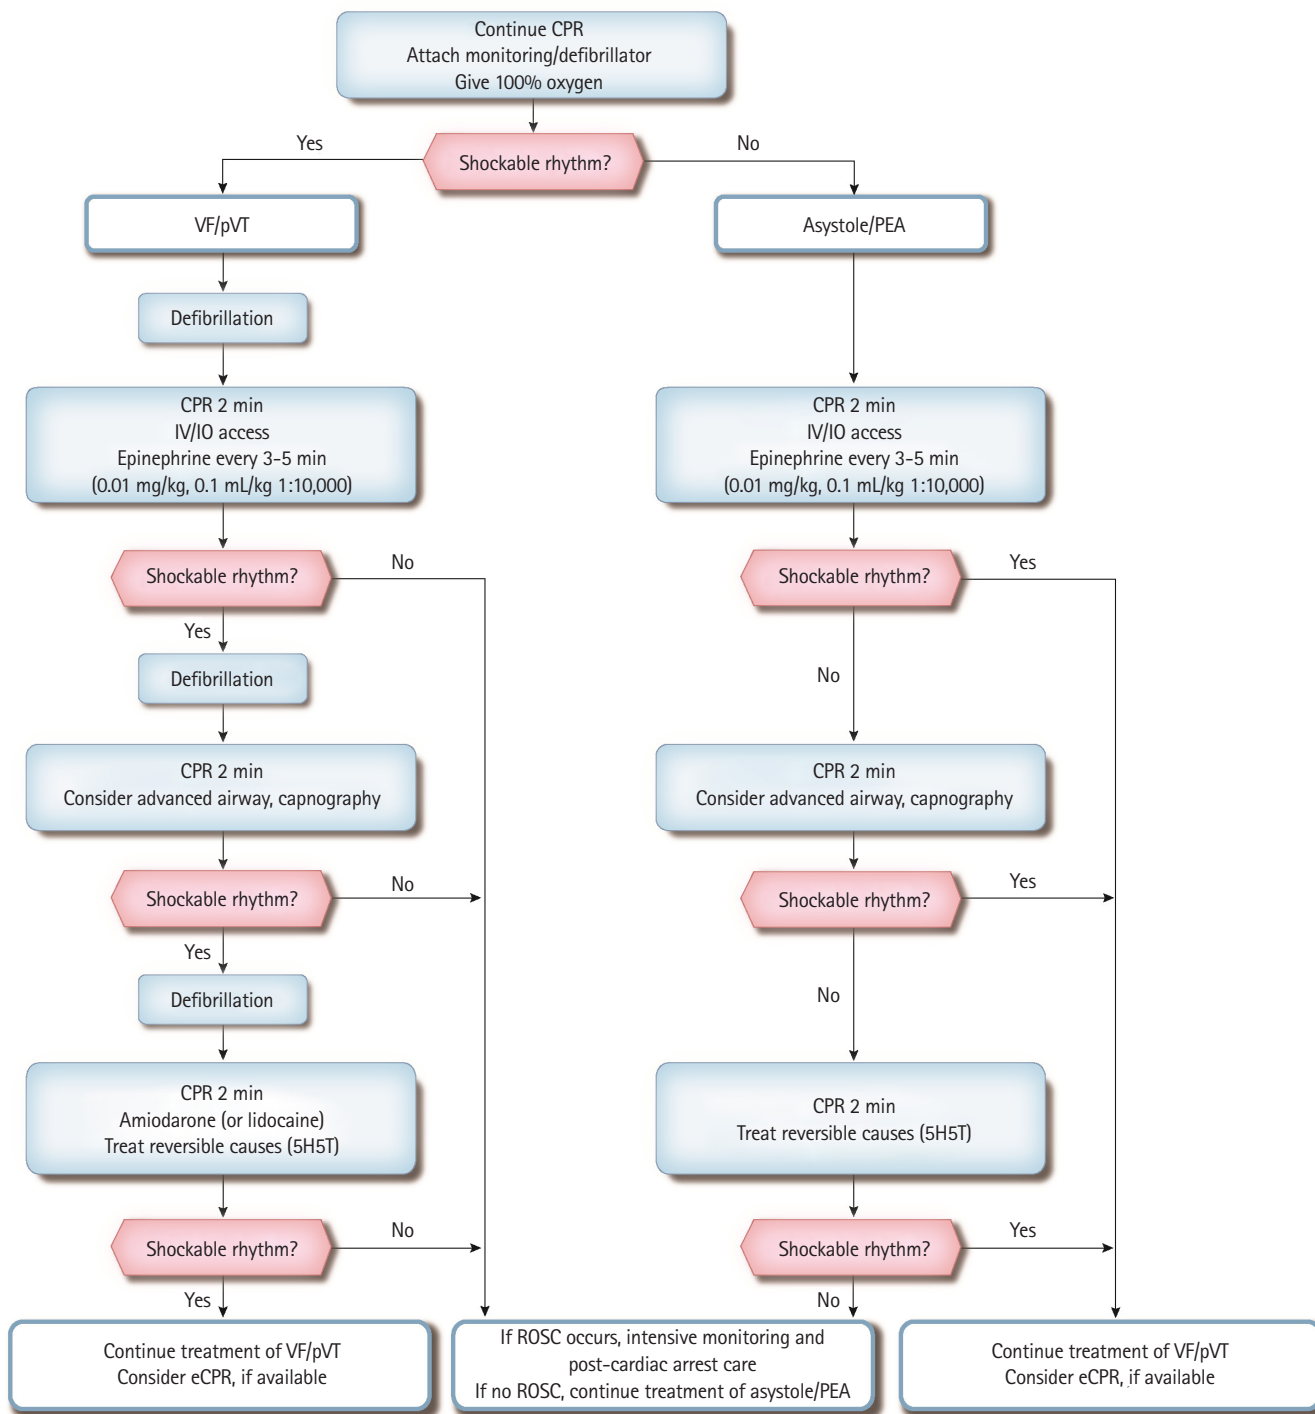 Continue CPR
Attach monitoring/defibrillator
Give 100% oxygen
Yes
Shockable rhythm?
No
VF/pVT
Asystole/PEA
Defibrillation
CPR 2 min
IV/IO access
Epinephrine every 3-5 min
(0.01 mg/kg, 0.1 mL/kg 1:10,000)
CPR 2 min
IV/IO access
Epinephrine every 3-5 min
(0.01 mg/kg, 0.1 mL/kg 1:10,000)
Shockable rhythm?
No
Shockable rhythm?
Yes
Yes
Defibrillation
No
CPR 2 min
Consider advanced airway, capnography
CPR 2 min
Consider advanced airway, capnography
Shockable rhythm?
No
Shockable rhythm?
Yes
Yes
Defibrillation
No
CPR 2 min
Amiodarone (or lidocaine)
Treat reversible causes (5H5T)
CPR 2 min
Treat reversible causes (5H5T)
Shockable rhythm?
No
Shockable rhythm?
Yes
Yes
No
Continue treatment of VF/pVT
Consider eCPR, if available
If ROSC occurs, intensive monitoring and
post-cardiac arrest care
If no ROSC, continue treatment of asystole/PEA
Continue treatment of VF/pVT
Consider eCPR, if available